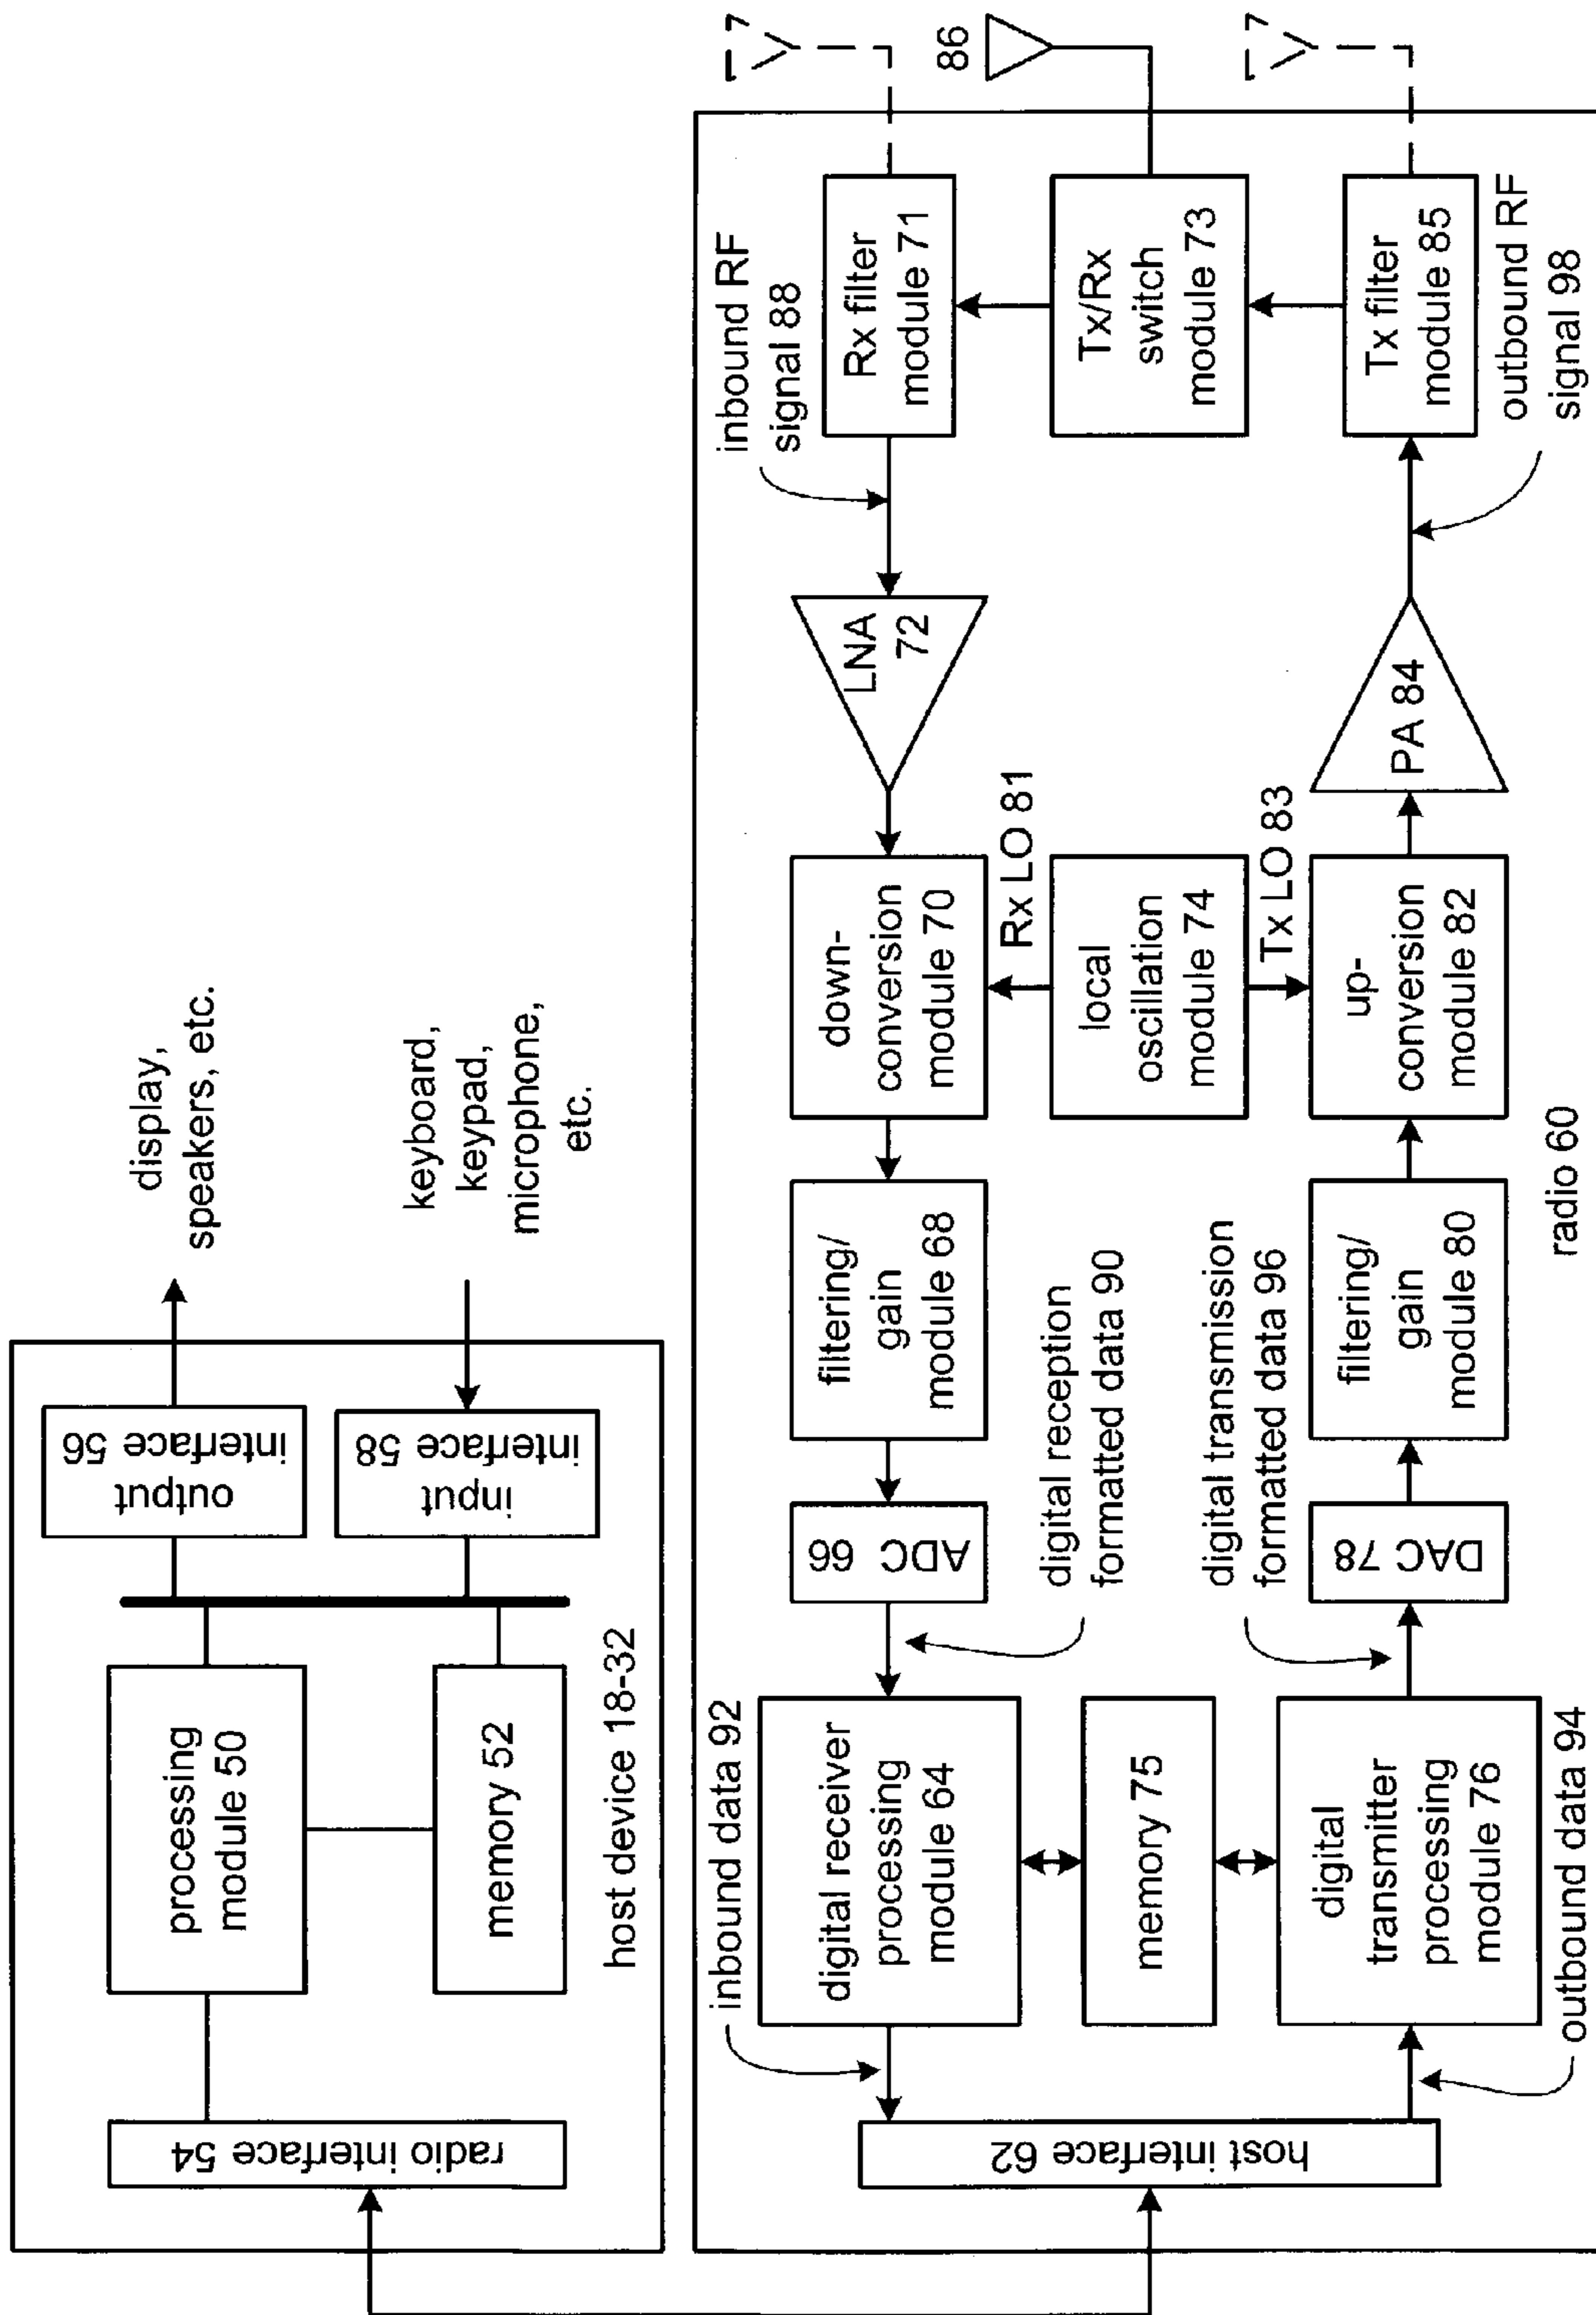 display,
speakers, etc.
keyboard,
keypad,
microphone,
etc.
output
interface 56
input
interface 58
processing
module 50
memory 52
radio interface 54
host device 18-32
inbound RF
signal 88
86
Rx filter
module 71
Tx/Rx
switch
module 73
Tx filter
module 85
outbound RF
signal 98
LNA
72
PA 84
down-
conversion
module 70
Rx LO 81
local
oscillation
module 74
Tx LO 83
up-
conversion
module 82
filtering/
gain
module 68
filtering/
gain
module 80
radio 60
ADC 66
digital reception
formatted data 90
digital transmission
formatted data 96
DAC 78
inbound data 92
digital receiver
processing
module 64
memory 75
digital
transmitter
processing
module 76
outbound data 94
host interface 62